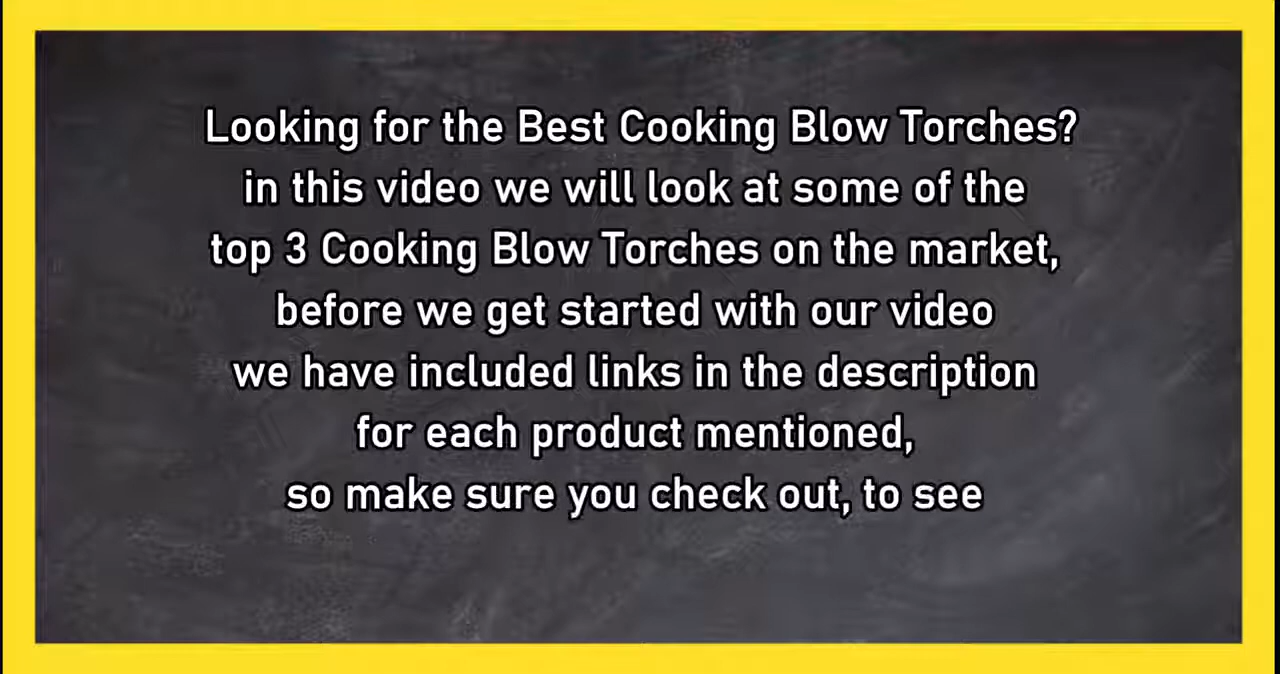 Looking for the Best Cooking Blow Torches?
in this video we will look at some of the
top 3 Cooking Blow Torches on the market,
before we get started with our video
we have included links in the description
for each product mentioned,
so make sure you check out, to see